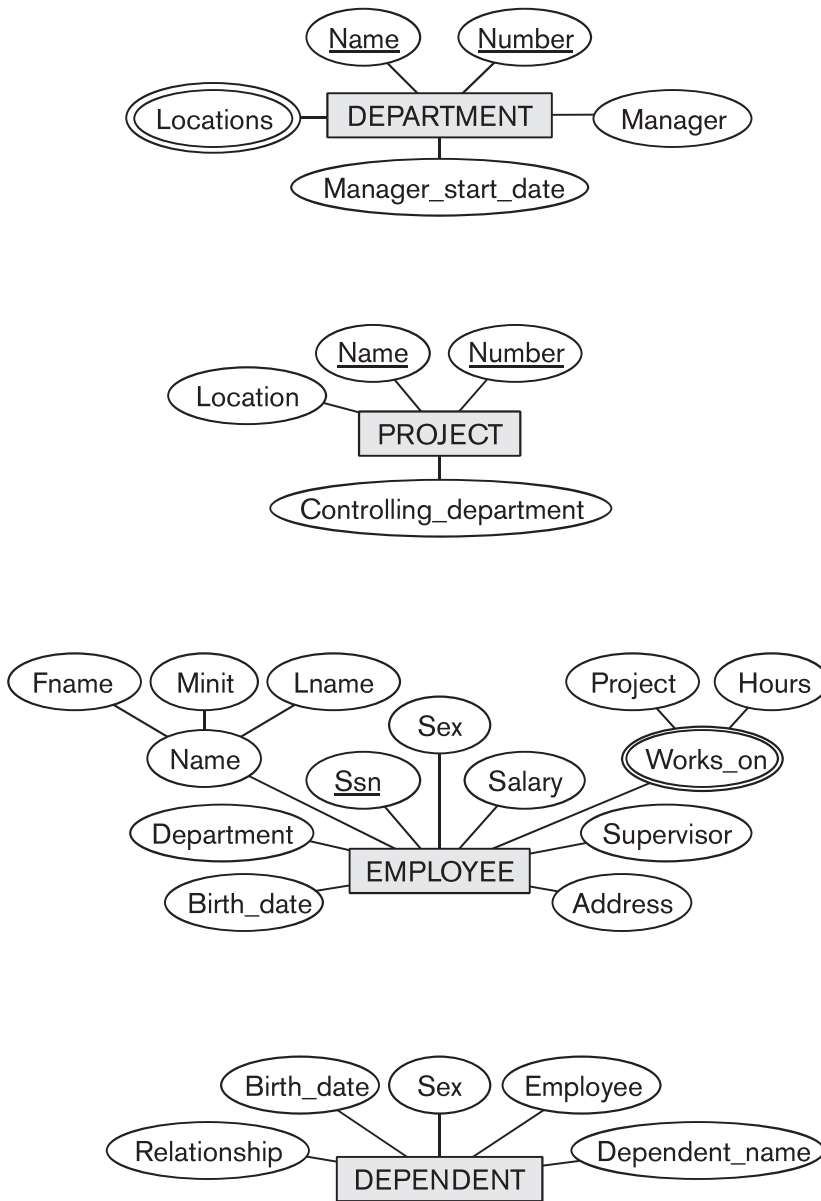 Name
Number
Locations
DEPARTMENT
Manager
Manager_start_date
Name
Number
Location
PROJECT
Controlling_department
Fname
Minit
Lname
Project
Hours
Sex
Name
Works_on
Ssn
Salary
Department
Supervisor
EMPLOYEE
Birth_date
Address
Birth_date
Sex
Employee
Relationship
Dependent_name
DEPENDENT